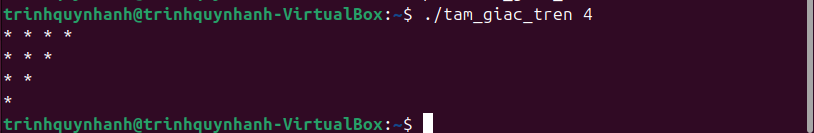 trinhquynhanh@trinhquynhanh-VirtualBox:~$ ./tam_giac_tren 4
* * * *
* * *
* *
*
trinhquynhanh@trinhquynhanh-VirtualBox:~$